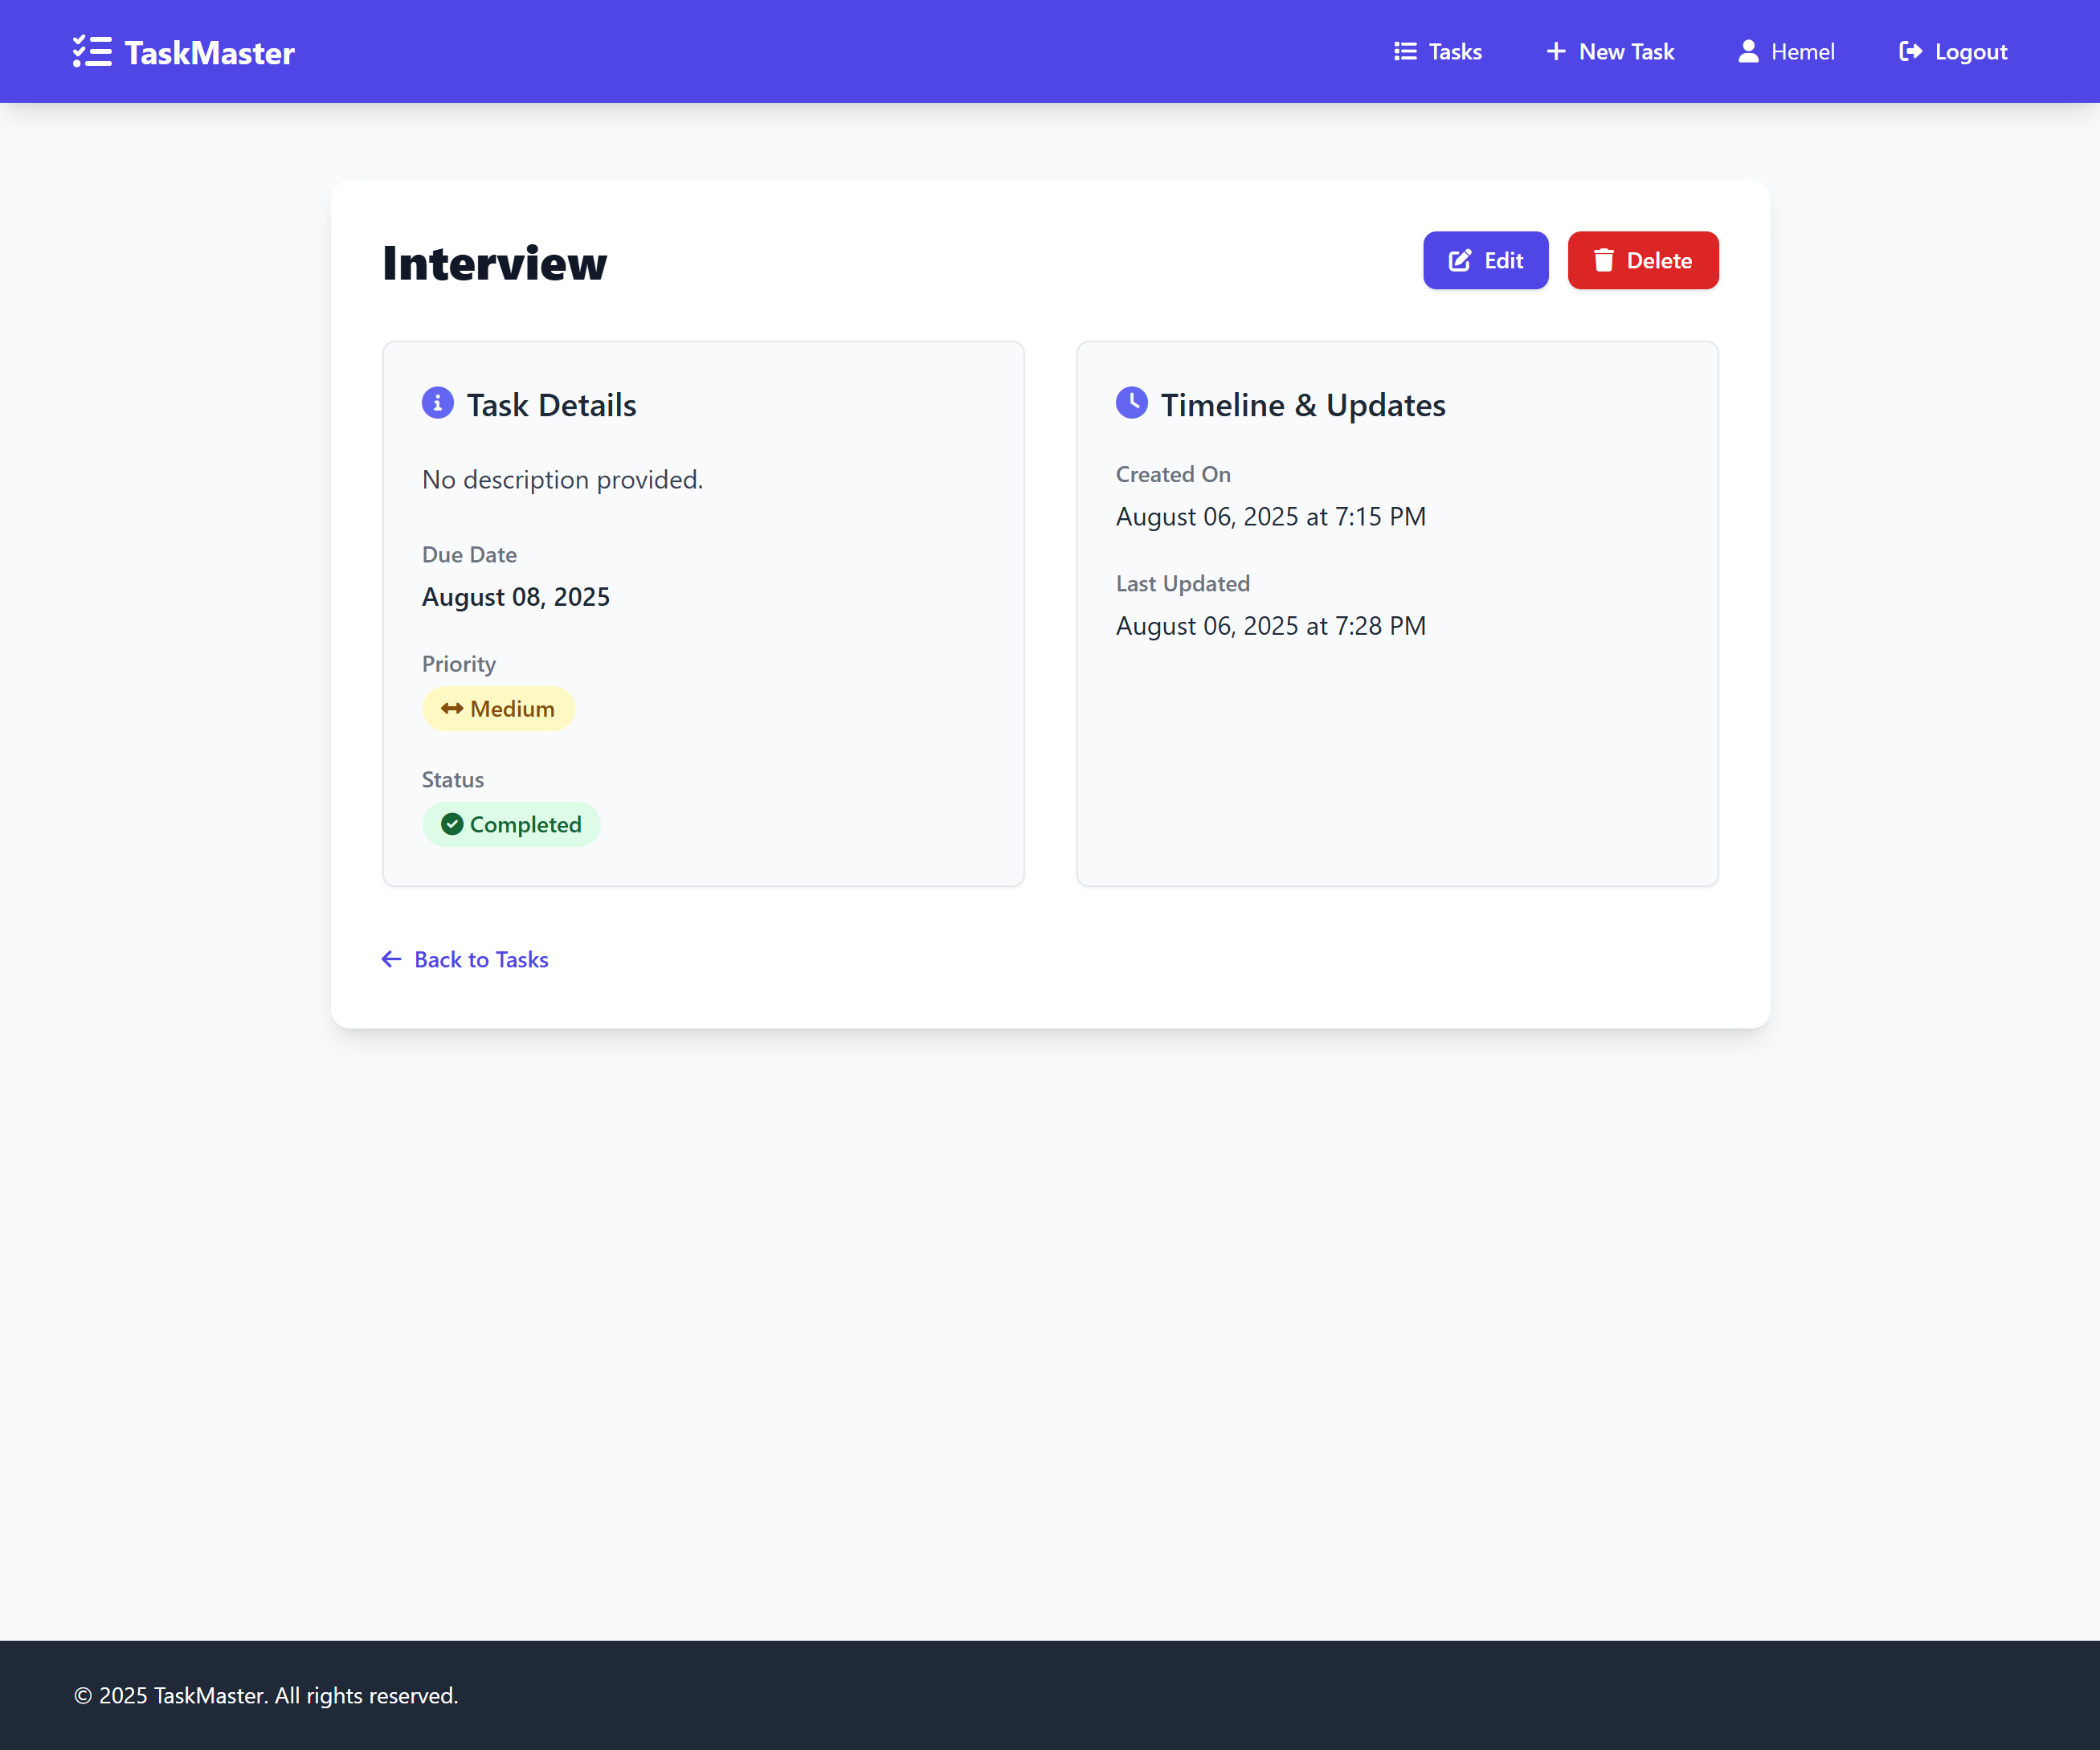 TaskMaster
Tasks
New Task
Hemel
Logout
Interview
Edit
Delete
Task Details
No description provided.
Due Date
August 08, 2025
Priority
Medium
Status
Completed
Timeline & Updates
Created On
August 06, 2025 at 7:15 PM
Last Updated
August 06, 2025 at 7:28 PM
Back to Tasks
© 2025 TaskMaster. All rights reserved.